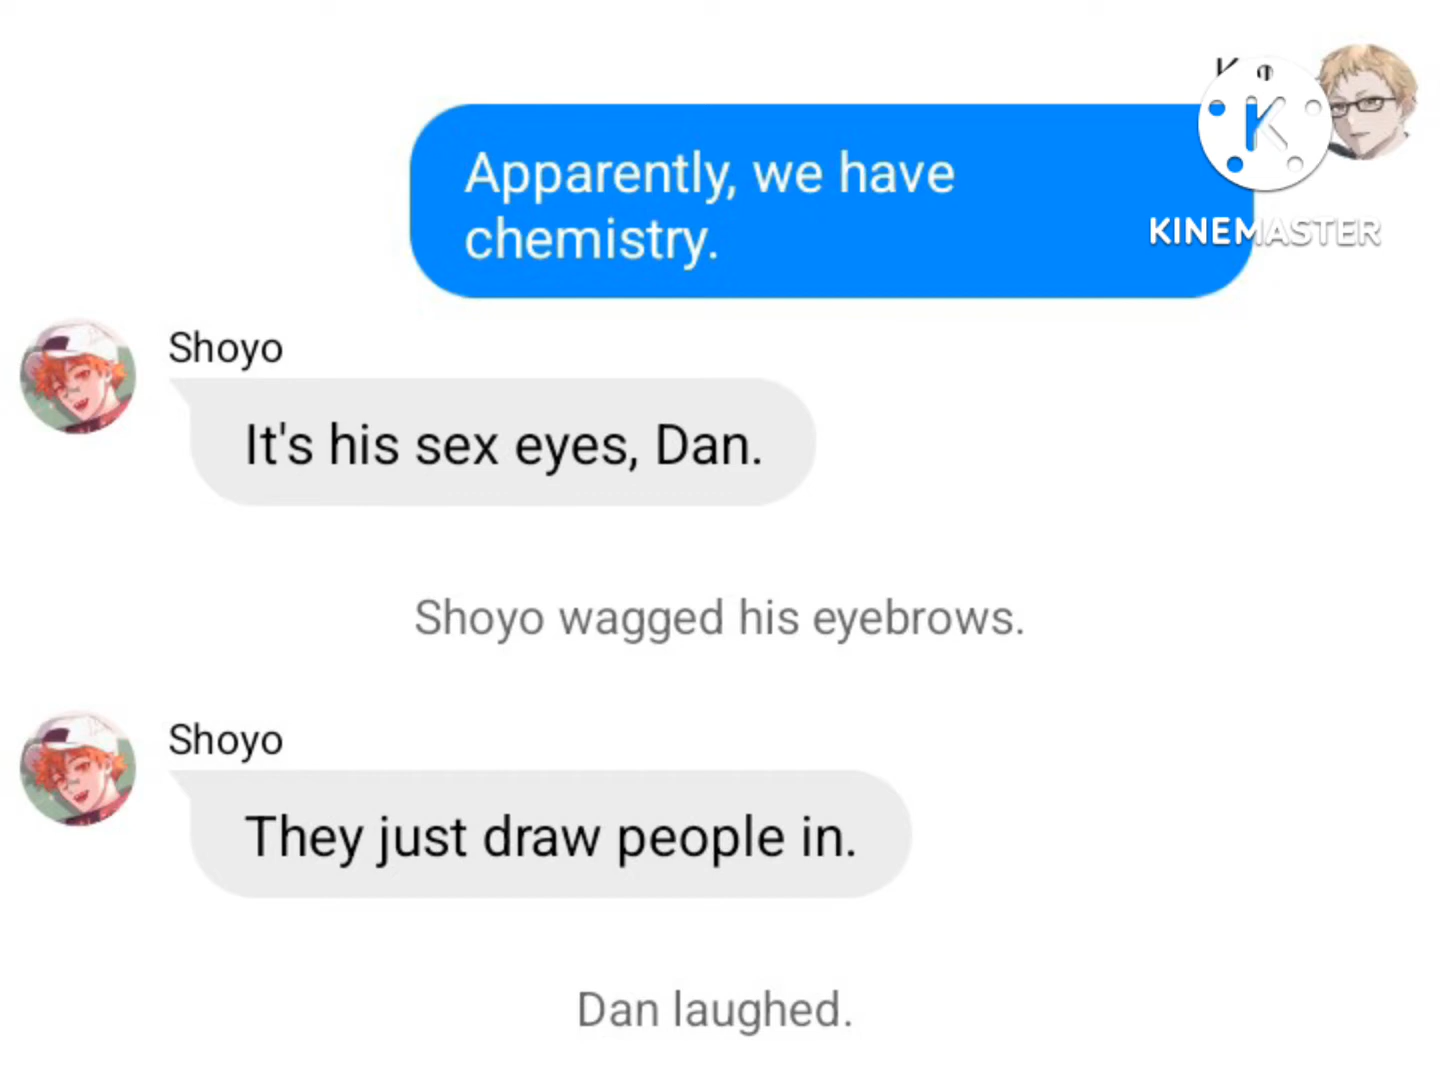 Apparently, we have
chemistry.
KINEMASTER
Shoyo
It's his sex eyes, Dan.
Shoyo wagged his eyebrows.
Shoyo
They just draw people in.
Dan laughed.